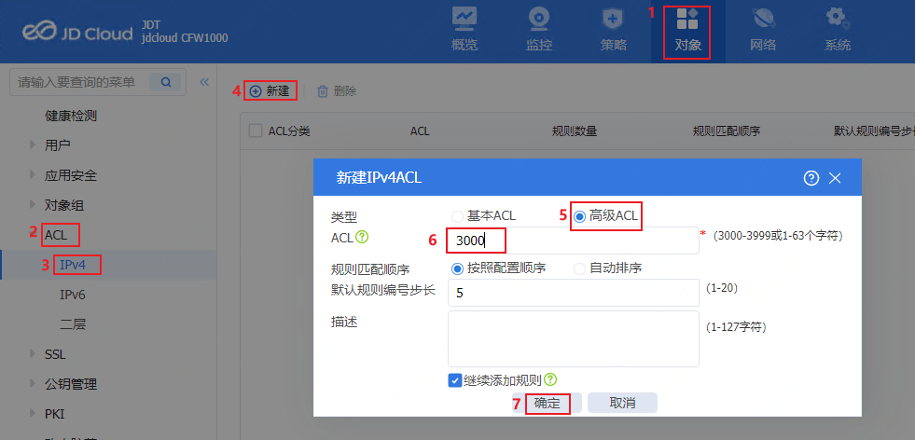 JD Cloud
JDT
jdcloud CFW1000
概览
监控
策略
1
对象
网络
系统
请输入要查询的菜单
4 新建
删除
健康检测
用户
应用安全
对象组
2 ACL
3 IPv4
IPv6
二层
SSL
公钥管理
PKI
ACL分类
ACL
规则数量
规则匹配顺序
默认规则编号步长
新建IPv4ACL
类型
基本ACL
5 高级ACL
ACL
6 3000
* (3000-3999或1-63个字符)
规则匹配顺序
按照配置顺序
自动排序
默认规则编号步长
5
(1-20)
描述
(1-127字符)
继续添加规则
7 确定
取消